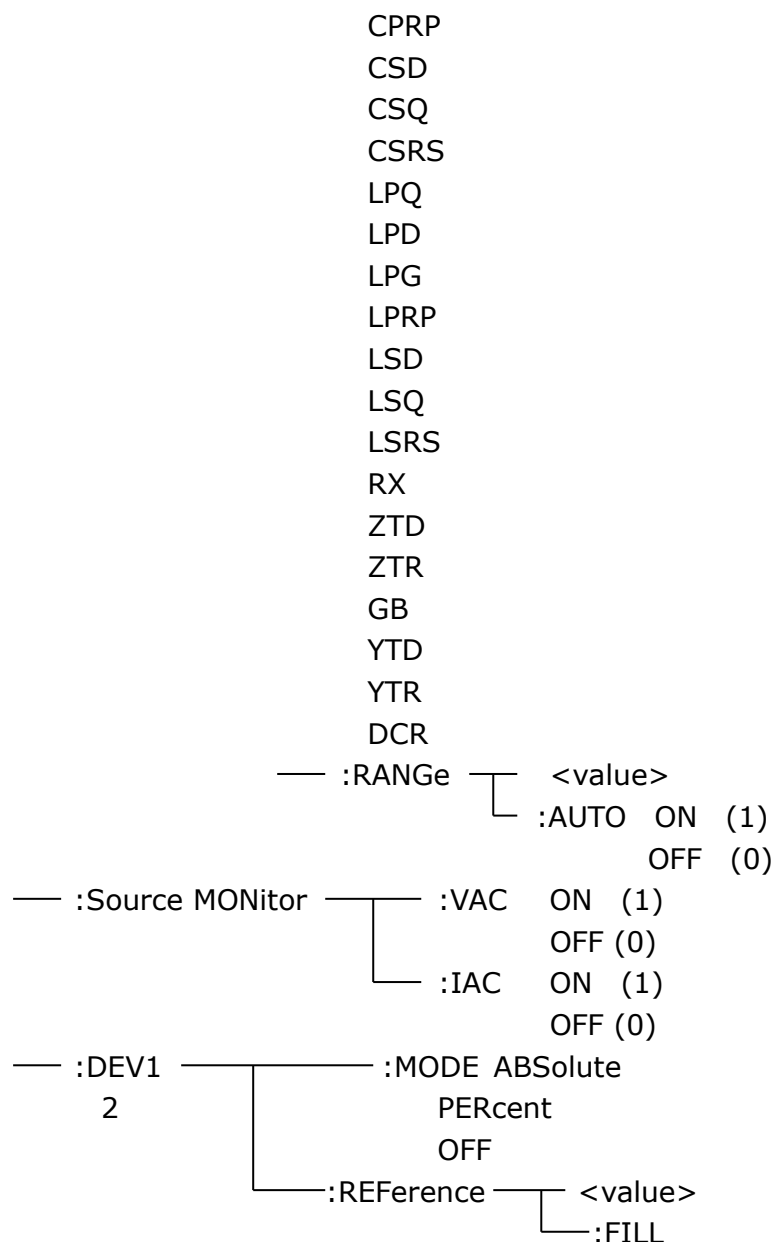 CPRP
CSD
CSQ
CSRS
LPQ
LPD
LPG
LPRP
LSD
LSQ
LSRS
RX
ZTD
ZTR
GB
YTD
YTR
DCR
:RANGe <value>
:AUTO ON (1)
OFF (0)
:Source MONitor :VAC ON (1)
OFF (0)
:IAC ON (1)
OFF (0)
:DEV1 :MODE ABSolute
2 PERcent
OFF
:REFerence <value>
:FILL